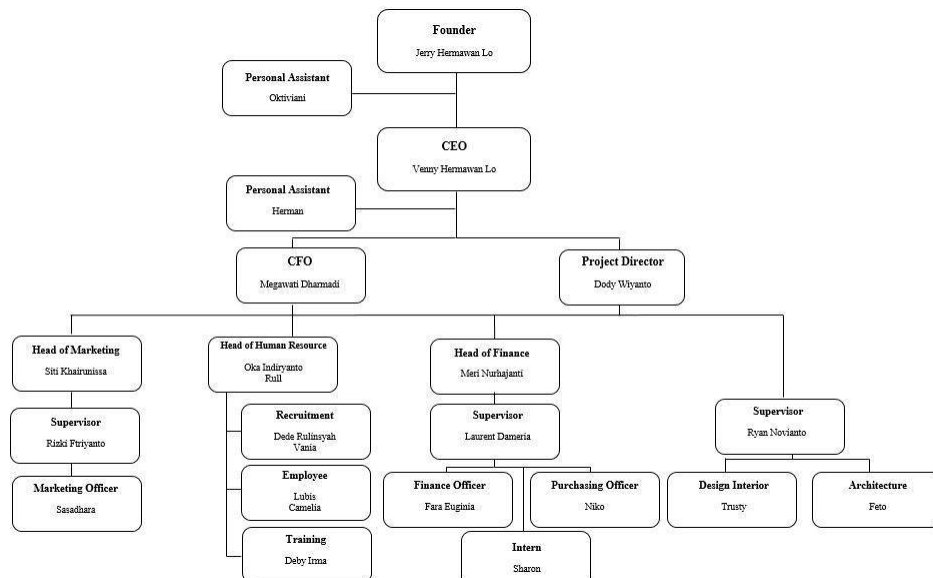 Founder
Jerry Hermawan Lo
Personal Assistant
Oktiviani
CEO
Venny Hermawan Lo
Personal Assistant
Herman
CFO
Megawati Dharmadi
Project Director
Dody Wiyanto
Head of Marketing
Siti Khairunissa
Head of Human Resource
Oka Indiryanto
Rull
Head of Finance
Meri Nurhajanti
Supervisor
Rizki Ftriyanto
Recruitment
Dede Rulinsyah
Vania
Supervisor
Laurent Dameria
Supervisor
Ryan Novianto
Marketing Officer
Sasadhara
Employee
Lubis
Camelia
Finance Officer
Fara Euginia
Purchasing Officer
Niko
Design Interior
Trusty
Architecture
Feto
Training
Deby Irma
Intern
Sharon